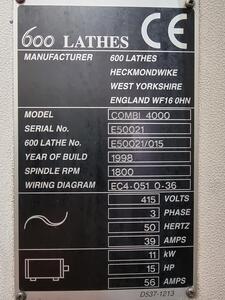 600 LATHES CE
MANUFACTURER 600 LATHES
HECKMONDWIKE
WEST YORKSHIRE
ENGLAND WF16 0HN
MODEL COMBI 4000
SERIAL No. E50021
600 LATHE No. E50021/015
YEAR OF BUILD 1998
SPINDLE RPM 1800
WIRING DIAGRAM EC4-051 0-36
415 VOLTS
3 PHASE
50 HERTZ
39 AMPS
11 kW
15 HP
56 AMPS
D537-1213